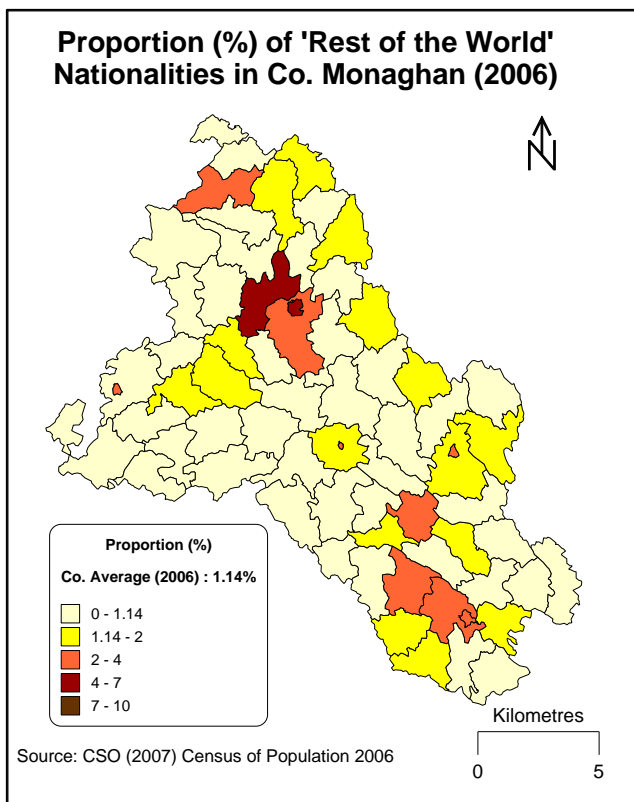 Proportion (%) of 'Rest of the World'
Nationalities in Co. Monaghan (2006)
N
Proportion (%)
Co. Average (2006) : 1.14%
0 - 1.14
1.14 - 2
2 - 4
4 - 7
7 - 10
Kilometres
0 5
Source: CSO (2007) Census of Population 2006